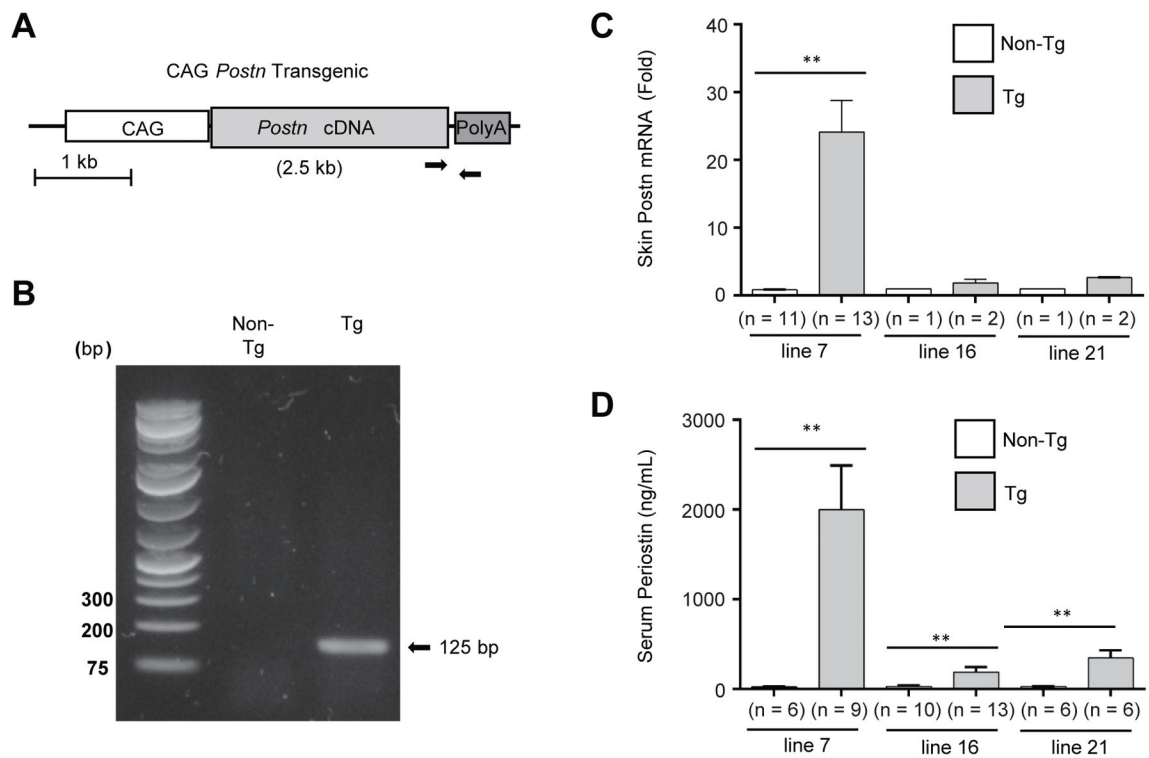 A
CAG Postn Transgenic
CAG
Postn cDNA
PolyA
1 kb
(2.5 kb)
B
(bp)
Non-
Tg
Tg
300
200
75
125 bp
C
Skin Postn mRNA (Fold)
40
30
20
10
0
**
Non-Tg
Tg
(n = 11) (n = 13) (n = 1) (n = 2) (n = 1) (n = 2)
line 7 line 16 line 21
D
Serum Periostin (ng/mL)
3000
2000
1000
0
**
**
**
Non-Tg
Tg
(n = 6) (n = 9) (n = 10) (n = 13) (n = 6) (n = 6)
line 7 line 16 line 21